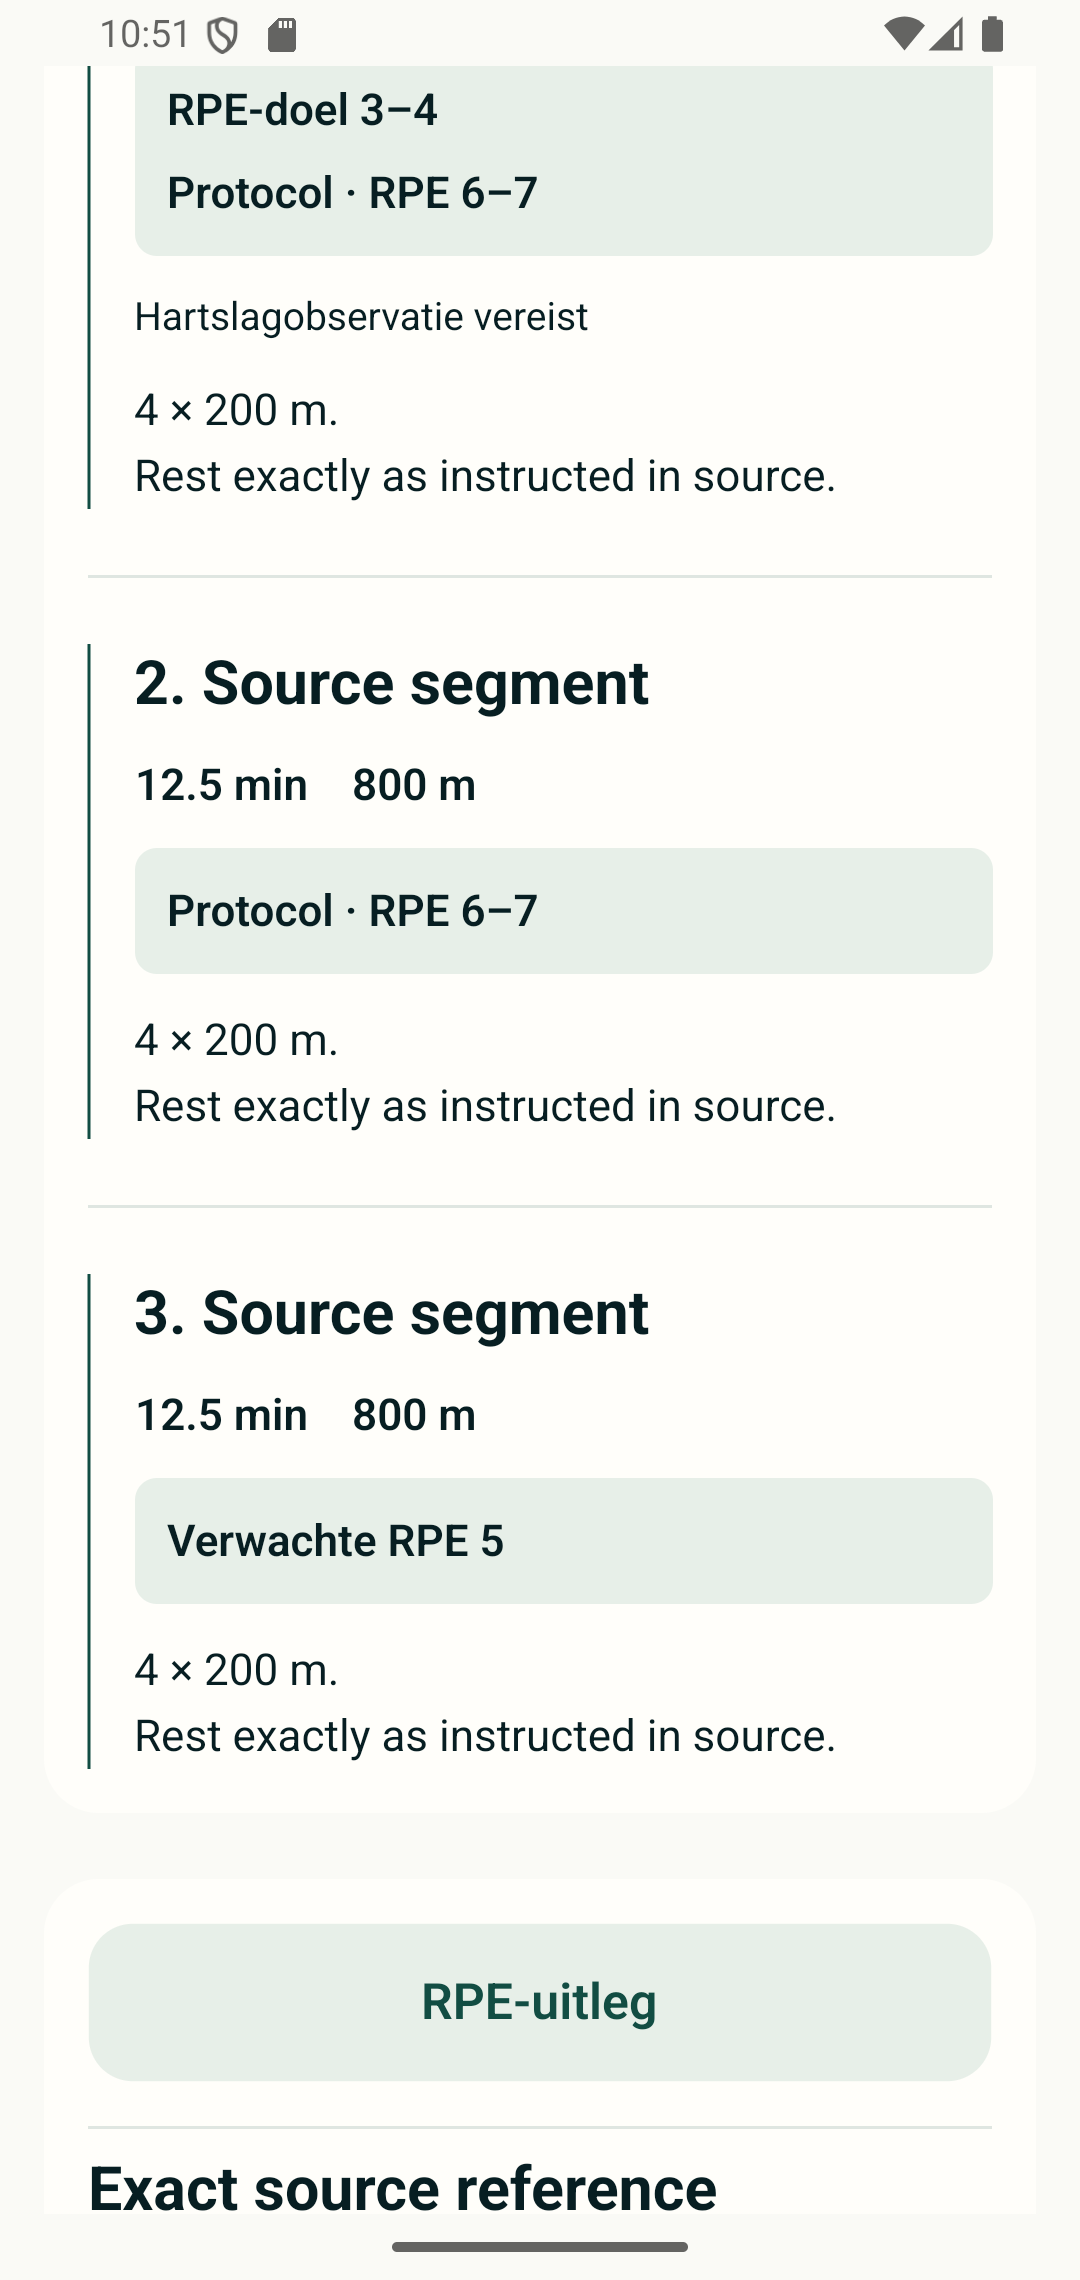 10:51
RPE-doel 3–4
Protocol · RPE 6–7
Hartslagobservatie vereist
4 × 200 m.
Rest exactly as instructed in source.
2. Source segment
12.5 min 800 m
Protocol · RPE 6–7
4 × 200 m.
Rest exactly as instructed in source.
3. Source segment
12.5 min 800 m
Verwachte RPE 5
4 × 200 m.
Rest exactly as instructed in source.
RPE-uitleg
Exact source reference